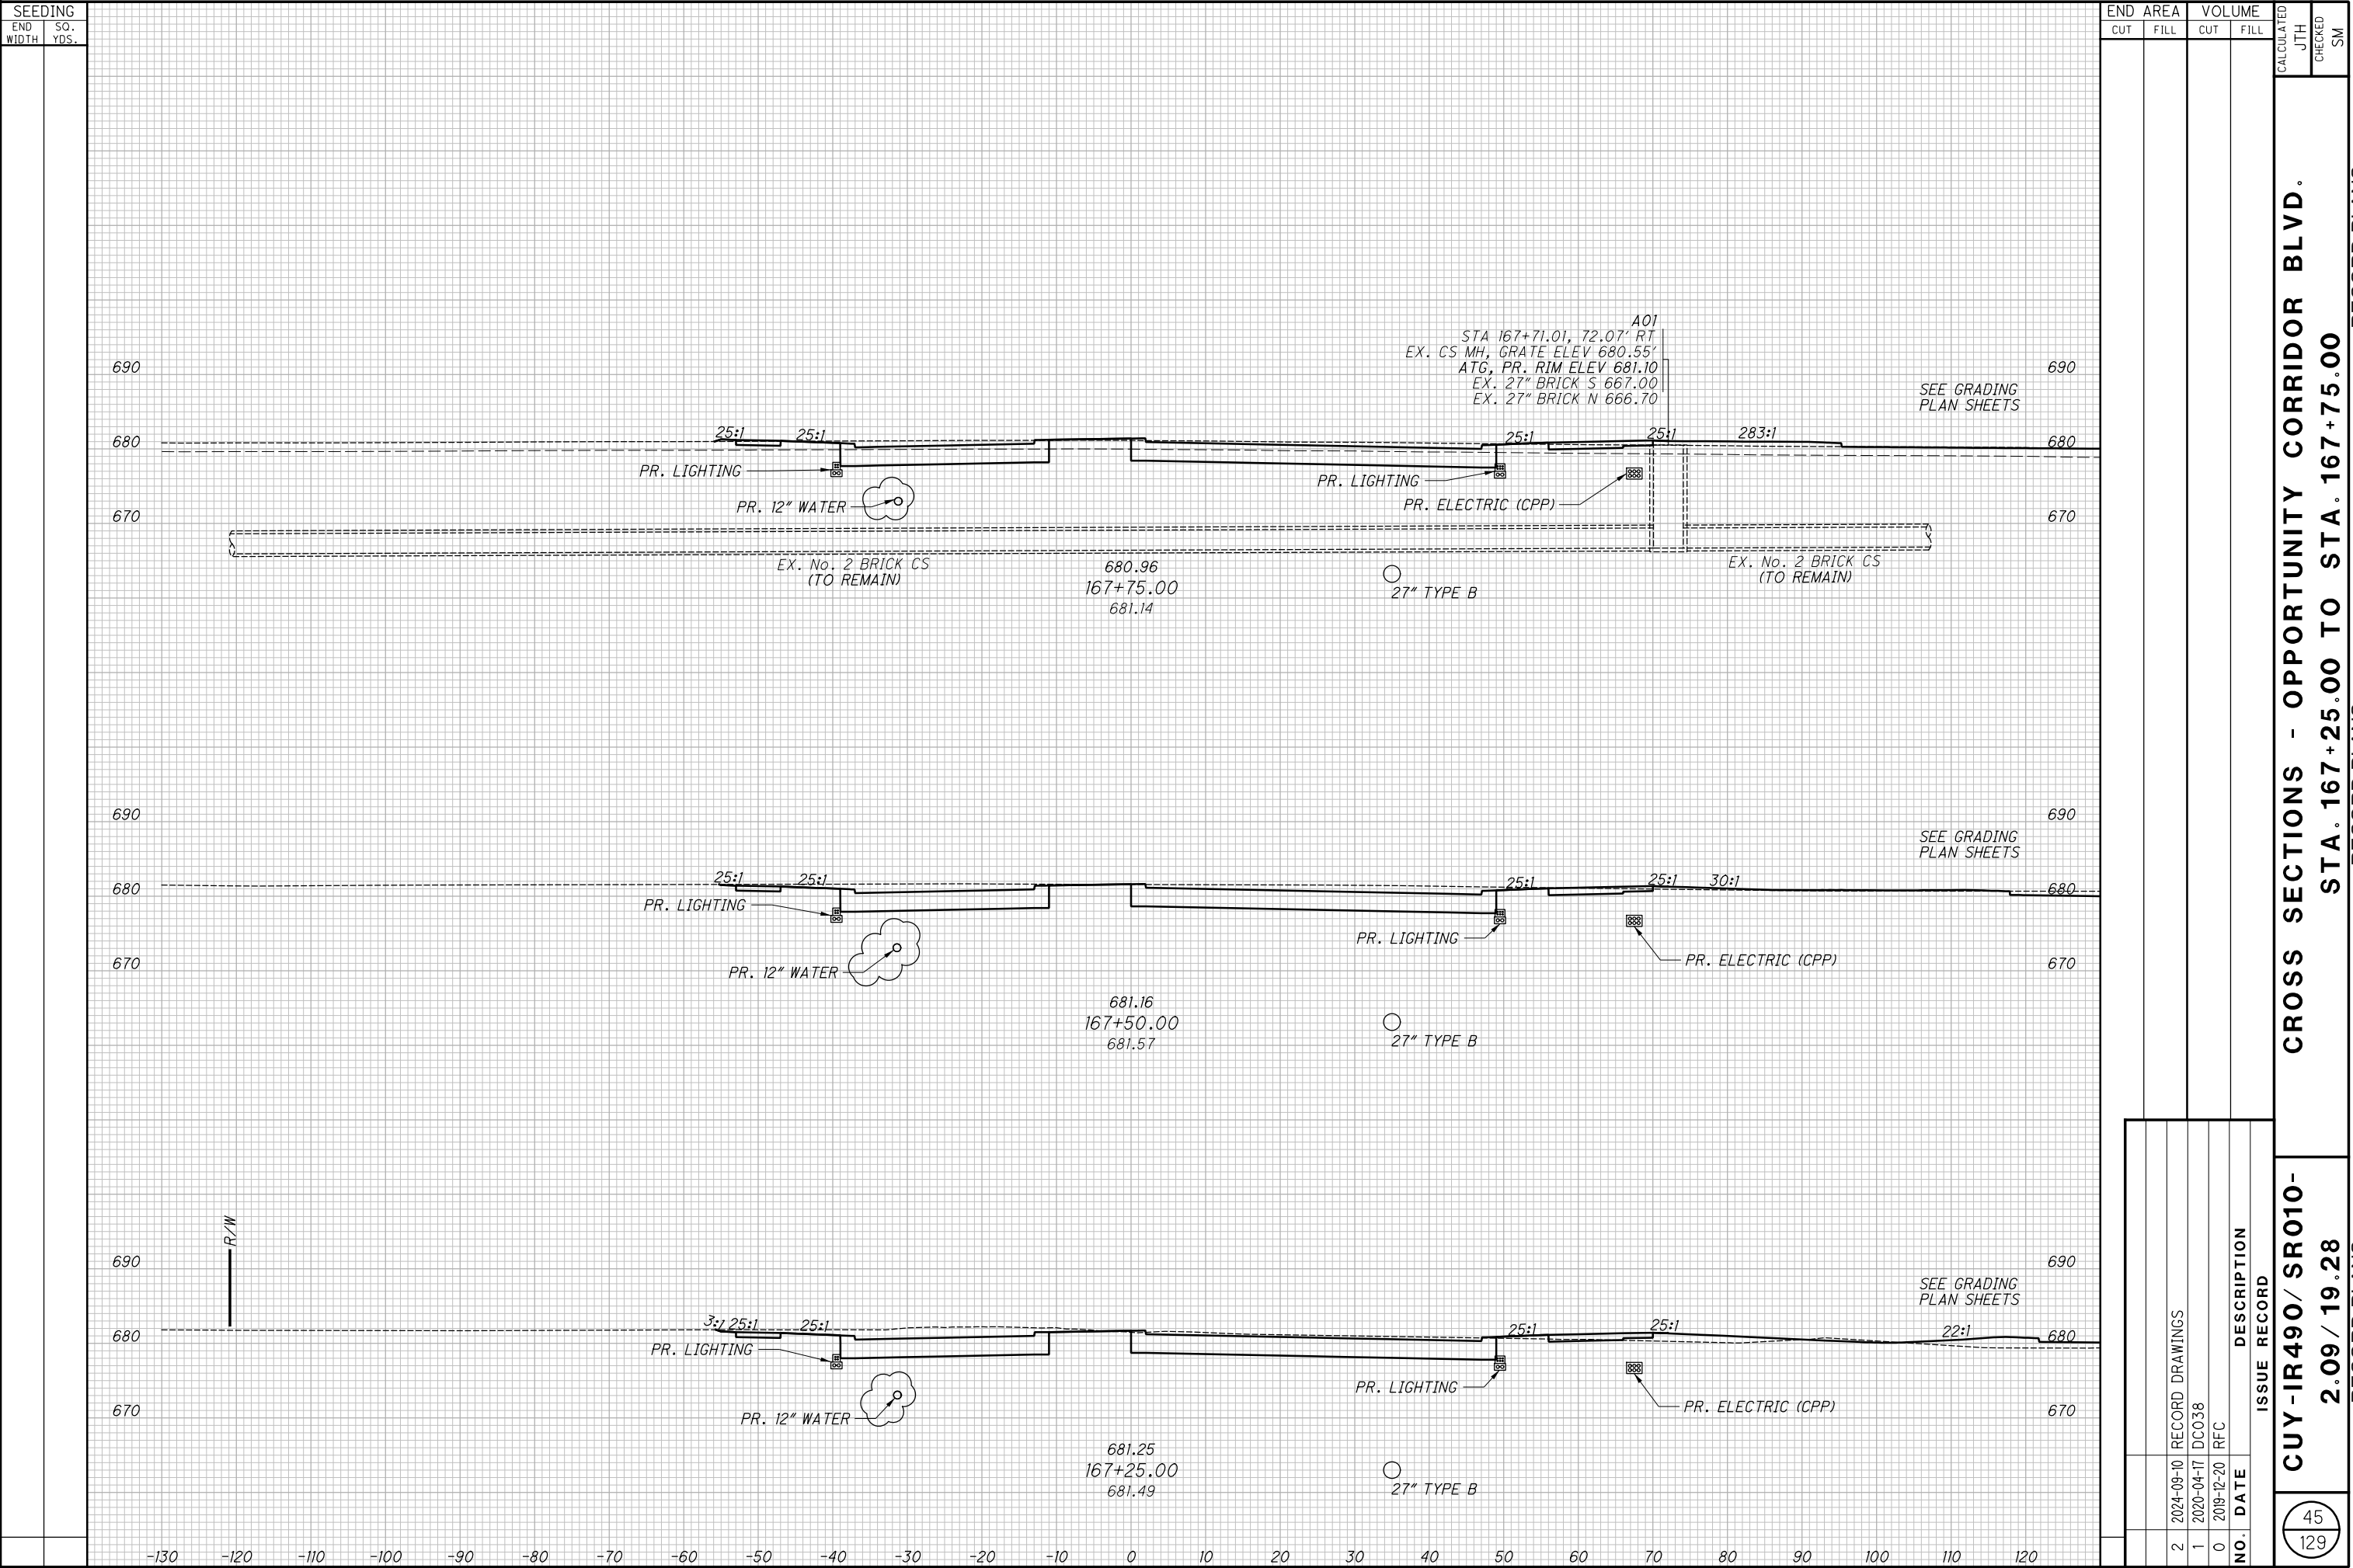 SEEDING
END WIDTH
SQ. YDS.
END AREA
VOLUME
CUT
FILL
CUT
FILL
CALCULATED
JTH
CHECKED
SM
A01
STA 167+71.01, 72.07' RT
EX. CS MH, GRATE ELEV 680.55'
ATG, PR. RIM ELEV 681.10
EX. 27" BRICK S 667.00
EX. 27" BRICK N 666.70
690
690
SEE GRADING
PLAN SHEETS
680
25:1
25:1
25:1
25:1
283:1
680
PR. LIGHTING
PR. LIGHTING
PR. 12" WATER
PR. ELECTRIC (CPP)
670
670
EX. No. 2 BRICK CS
(TO REMAIN)
EX. No. 2 BRICK CS
(TO REMAIN)
680.96
167+75.00
681.14
27" TYPE B
690
690
SEE GRADING
PLAN SHEETS
680
25:1
25:1
25:1
25:1
30:1
680
PR. LIGHTING
PR. LIGHTING
PR. 12" WATER
PR. ELECTRIC (CPP)
670
670
681.16
167+50.00
681.57
27" TYPE B
R/W
690
690
SEE GRADING
PLAN SHEETS
680
3:1
25:1
25:1
25:1
25:1
22:1
680
PR. LIGHTING
PR. LIGHTING
PR. 12" WATER
PR. ELECTRIC (CPP)
670
670
681.25
167+25.00
681.49
27" TYPE B
-130 -120 -110 -100 -90 -80 -70 -60 -50 -40 -30 -20 -10 0 10 20 30 40 50 60 70 80 90 100 110 120
CROSS SECTIONS - OPPORTUNITY CORRIDOR BLVD.
STA. 167+25.00 TO STA. 167+75.00
2 2024-09-10 RECORD DRAWINGS
1 2020-04-17 DC038
0 2019-12-20 RFC
NO. DATE DESCRIPTION
ISSUE RECORD
CUY-IR490/SR010-
2.09/19.28
45
129